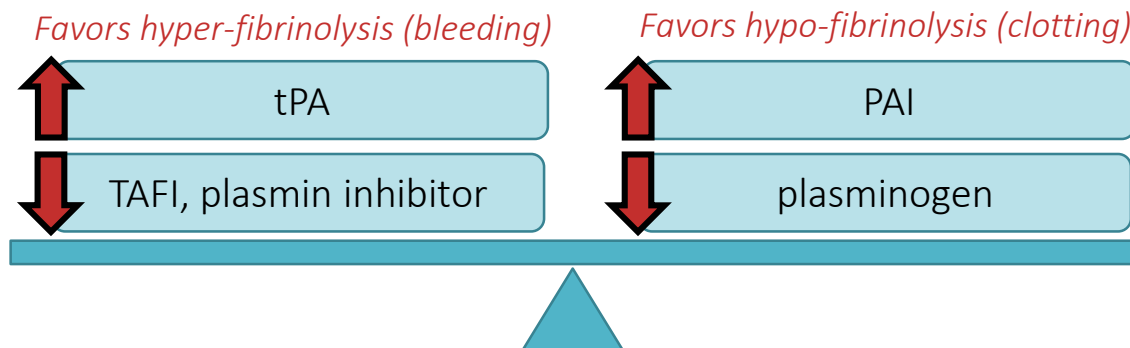 Favors hyper-fibrinolysis (bleeding)
Favors hypo-fibrinolysis (clotting)
tPA
PAI
TAFI, plasmin inhibitor
plasminogen